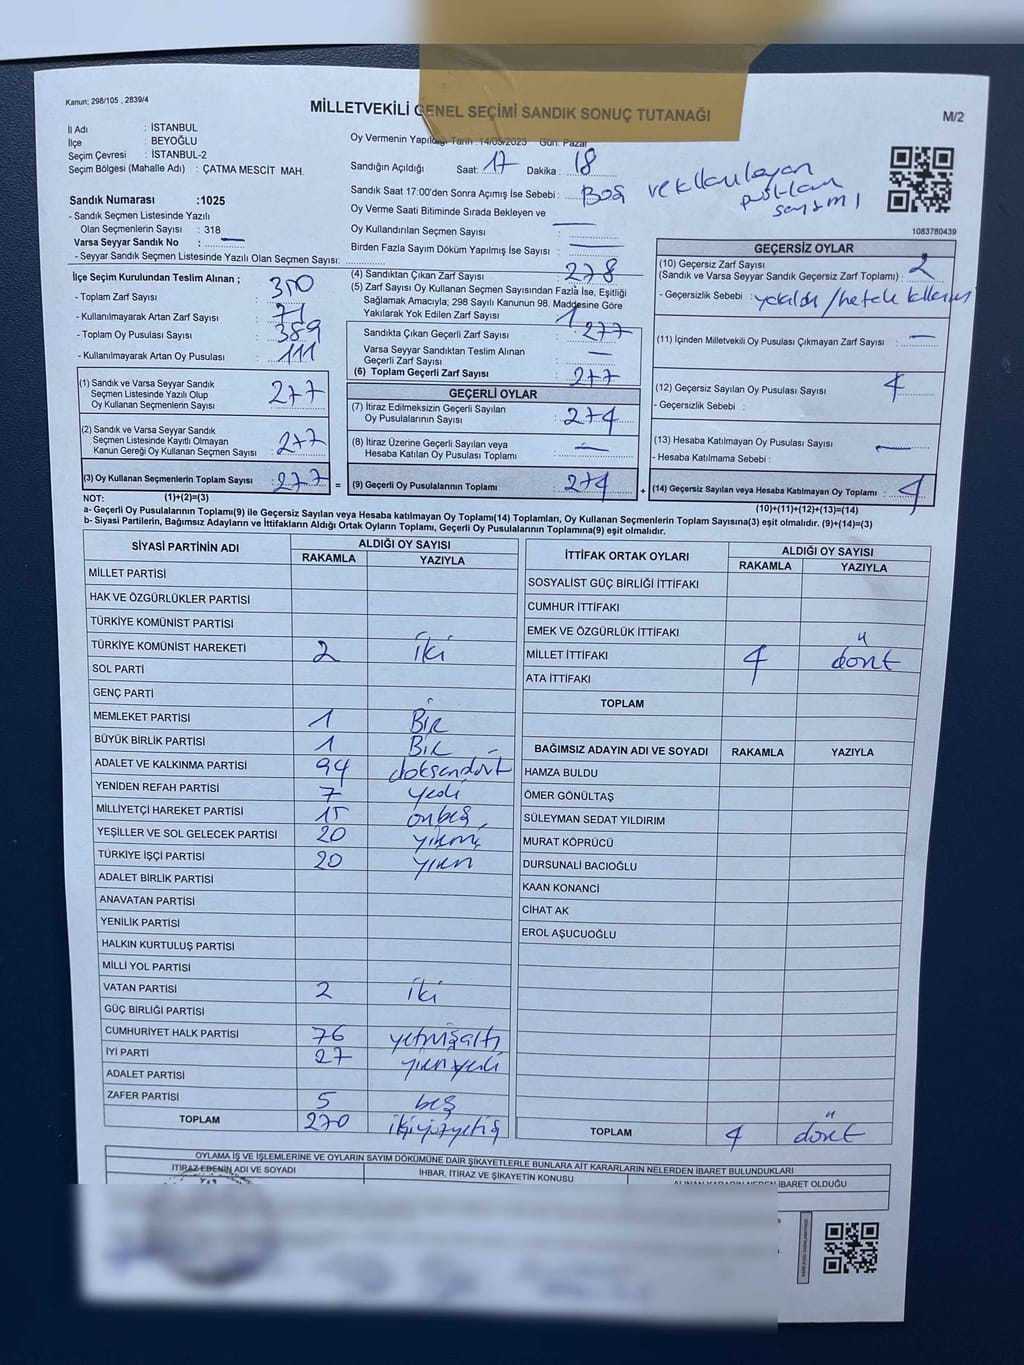 Kanun; 298/105 , 2839/4
MİLLETVEKİLİ GENEL SEÇİMİ SANDIK SONUÇ TUTANAĞI
M/2
İl Adı : İSTANBUL
İlçe : BEYOĞLU
Seçim Çevresi : İSTANBUL-2
Seçim Bölgesi (Mahalle Adı) : ÇATMA MESCİT MAH.
Sandık Numarası :1025
- Sandık Seçmen Listesinde Yazılı
Olan Seçmenlerin Sayısı : 318
Varsa Seyyar Sandık No : —
- Seyyar Sandık Seçmen Listesinde Yazılı Olan Seçmenlerin Sayısı:
Oy Vermenin Yapıldığı Tarih :14/05/2023 Gün: Pazar
Sandığın Açıldığı Saat: 17 Dakika : 18
Sandık Saat 17:00'den Sonra Açımış İse Sebebi : Boş ve kullanılmayan
pusulanın
sayımı
Oy Verme Saati Bitiminde Sırada Bekleyen ve
Oy Kullandırılan Seçmen Sayısı : —
Birden Fazla Sayım Döküm Yapılmış İse Sayısı : —
1083780439
İlçe Seçim Kurulundan Teslim Alınan ;
- Toplam Zarf Sayısı : 350
- Kullanılmayarak Artan Zarf Sayısı : 71
- Toplam Oy Pusulası Sayısı : 389
- Kullanılmayarak Artan Oy Pusulası : 111
(1) Sandık ve Varsa Seyyar Sandık
Seçmen Listesinde Yazılı Olup
Oy Kullanan Seçmenlerin Sayısı : 277
(2) Sandık ve Varsa Seyyar Sandık
Seçmen Listesinde Kayıtlı Olmayan
Kanun Gereği Oy Kullanan Seçmen Sayısı : 277
(3) Oy Kullanan Seçmenlerin Toplam Sayısı : 277 =
(4) Sandıktan Çıkan Zarf Sayısı : 278
(5) Zarf Sayısı Oy Kullanan Seçmen Sayısından Fazla İse, Eşitliği
Sağlamak Amacıyla; 298 Sayılı Kanunun 98. Maddesine Göre
Yakılarak Yok Edilen Zarf Sayısı : 1
Sandıkta Çıkan Geçerli Zarf Sayısı : 277
Varsa Seyyar Sandıktan Teslim Alınan
Geçerli Zarf Sayısı : —
(6) Toplam Geçerli Zarf Sayısı : 277
GEÇERLİ OYLAR
(7) İtiraz Edilmeksizin Geçerli Sayılan
Oy Pusulalarının Sayısı : 274
(8) İtiraz Üzerine Geçerli Sayılan veya
Hesaba Katılan Oy Pusulası Toplamı : —
(9) Geçerli Oy Pusulalarının Toplamı : 274 +
GEÇERSİZ OYLAR
(10) Geçersiz Zarf Sayısı
(Sandık ve Varsa Seyyar Sandık Geçersiz Zarf Toplamı) : 2
- Geçersizlik Sebebi : yakıldı /hatalı kullanım
(11) İçinden Milletvekili Oy Pusulası Çıkmayan Zarf Sayısı : —
(12) Geçersiz Sayılan Oy Pusulası Sayısı : 4
- Geçersizlik Sebebi :
(13) Hesaba Katılmayan Oy Pusulası Sayısı : —
- Hesaba Katılmama Sebebi :
(14) Geçersiz Sayılan veya Hesaba Katılmayan Oy Toplamı : 4
NOT: (1)+(2)=(3)
(10)+(11)+(12)+(13)=(14)
a- Geçerli Oy Pusulalarının Toplamı(9) ile Geçersiz Sayılan veya Hesaba katılmayan Oy Toplamı(14) Toplamları, Oy Kullanan Seçmenlerin Toplam Sayısına(3) eşit olmalıdır. (9)+(14)=(3)
b- Siyasi Partilerin, Bağımsız Adayların ve İttifakların Aldığı Ortak Oyların Toplamı, Geçerli Oy Pusulalarının Toplamına(9) eşit olmalıdır.
SİYASİ PARTİNİN ADI ALDIĞI OY SAYISI
RAKAMLA YAZIYLA
MİLLET PARTİSİ
HAK VE ÖZGÜRLÜKLER PARTİSİ
TÜRKİYE KOMÜNİST PARTİSİ
TÜRKİYE KOMÜNİST HAREKETİ 2 iki
SOL PARTİ
GENÇ PARTİ
MEMLEKET PARTİSİ 1 Bir
BÜYÜK BİRLİK PARTİSİ 1 Bir
ADALET VE KALKINMA PARTİSİ 94 doksandört
YENİDEN REFAH PARTİSİ 7 yedi
MİLLİYETÇİ HAREKET PARTİSİ 15 onbeş
YEŞİLLER VE SOL GELECEK PARTİSİ 20 yirmi
TÜRKİYE İŞÇİ PARTİSİ 20 yirmi
ADALET BİRLİK PARTİSİ
ANAVATAN PARTİSİ
YENİLİK PARTİSİ
HALKIN KURTULUŞ PARTİSİ
MİLLİ YOL PARTİSİ
VATAN PARTİSİ 2 iki
GÜÇ BİRLİĞİ PARTİSİ
CUMHURİYET HALK PARTİSİ 76 yetmişaltı
İYİ PARTİ 27 yirmiyedi
ADALET PARTİSİ
ZAFER PARTİSİ 5 beş
TOPLAM 270 ikiyüzyetmiş
İTTİFAK ORTAK OYLARI ALDIĞI OY SAYISI
RAKAMLA YAZIYLA
SOSYALİST GÜÇ BİRLİĞİ İTTİFAKI
CUMHUR İTTİFAKI
EMEK VE ÖZGÜRLÜK İTTİFAKI
MİLLET İTTİFAKI 4 dört
ATA İTTİFAKI
TOPLAM
BAĞIMSIZ ADAYIN ADI VE SOYADI RAKAMLA YAZIYLA
HAMZA BULDU
ÖMER GÖNÜLTAŞ
SÜLEYMAN SEDAT YILDIRIM
MURAT KÖPRÜCÜ
DURSUNALİ BACIOĞLU
KAAN KONANCİ
CİHAT AK
EROL AŞUCUOĞLU
TOPLAM 4 dört
OYLAMA İŞ VE İŞLEMLERİNE VE OYLARIN SAYIM DÖKÜMÜNE DAİR ŞİKAYETLERLE BUNLARA AİT KARARLARIN NELERDEN İBARET BULUNDUKLARI
İTİRAZ EDENİN ADI VE SOYADI İHBAR, İTİRAZ VE ŞİKAYETİN KONUSU ALINAN KARARIN NEDEN İBARET OLDUĞU